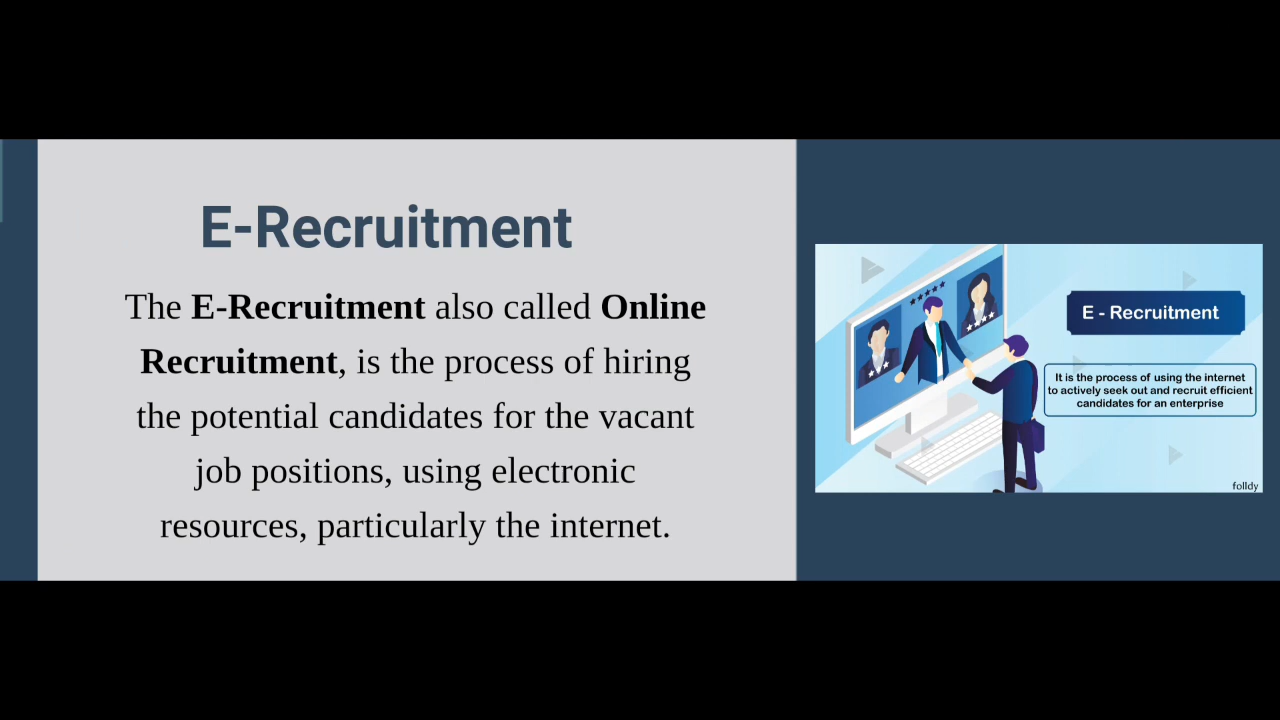 E-Recruitment
The E-Recruitment also called Online
Recruitment, is the process of hiring
the potential candidates for the vacant
job positions, using electronic
resources, particularly the internet.
E - Recruitment
It is the process of using the internet
to actively seek out and recruit efficient
candidates for an enterprise
folldy